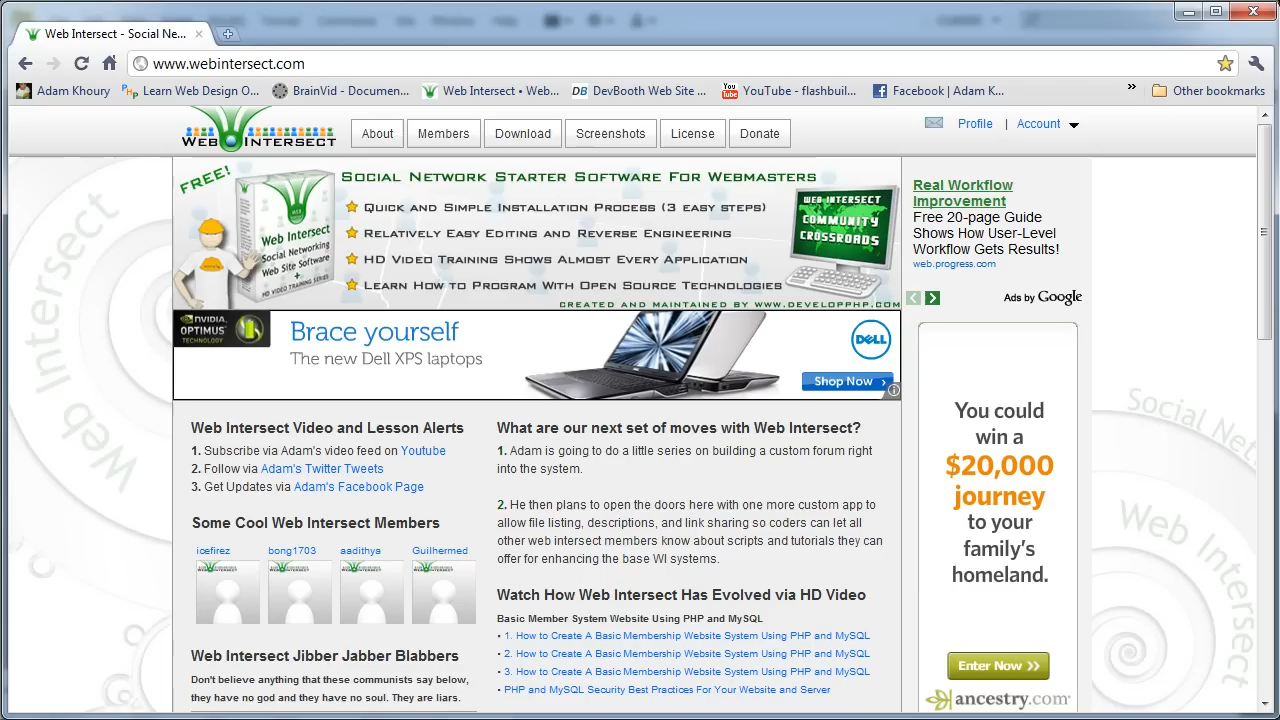 Web Intersect - Social Ne...
www.webintersect.com
Adam Khoury
Learn Web Design O...
BrainVid - Documen...
Web Intersect • Web...
DevBooth Web Site ...
YouTube - flashbuil...
Facebook | Adam K...
Other bookmarks
WEB INTERSECT
About
Members
Download
Screenshots
License
Donate
Profile | Account
FREE!
SOCIAL NETWORK STARTER SOFTWARE FOR WEBMASTERS
QUICK AND SIMPLE INSTALLATION PROCESS (3 EASY STEPS)
RELATIVELY EASY EDITING AND REVERSE ENGINEERING
HD VIDEO TRAINING SHOWS ALMOST EVERY APPLICATION
LEARN HOW TO PROGRAM WITH OPEN SOURCE TECHNOLOGIES
CREATED AND MAINTAINED BY WWW.DEVELOPPHP.COM
Web Intersect
Social Networking
Web Site Software
+
HD VIDEO TRAINING SERIES
WEB INTERSECT
COMMUNITY
CROSSROADS
Real Workflow
Improvement
Free 20-page Guide
Shows How User-Level
Workflow Gets Results!
web.progress.com
Ads by Google
NVIDIA
OPTIMUS
TECHNOLOGY
Brace yourself
The new Dell XPS laptops
DELL
Shop Now
Web Intersect Video and Lesson Alerts
1. Subscribe via Adam's video feed on Youtube
2. Follow via Adam's Twitter Tweets
3. Get Updates via Adam's Facebook Page
Some Cool Web Intersect Members
icefirez
bong1703
aadithya
Guilhermed
Web Intersect Jibber Jabber Blabbers
Don't believe anything that these communists say below,
they have no god and they have no soul. They are liars.
What are our next set of moves with Web Intersect?
1. Adam is going to do a little series on building a custom forum right
into the system.
2. He then plans to open the doors here with one more custom app to
allow file listing, descriptions, and link sharing so coders can let all
other web intersect members know about scripts and tutorials they can
offer for enhancing the base WI systems.
Watch How Web Intersect Has Evolved via HD Video
Basic Member System Website Using PHP and MySQL
• 1. How to Create A Basic Membership Website System Using PHP and MySQL
• 2. How to Create A Basic Membership Website System Using PHP and MySQL
• 3. How to Create A Basic Membership Website System Using PHP and MySQL
• PHP and MySQL Security Best Practices For Your Website and Server
You could
win a
$20,000
journey
to your
family's
homeland.
Enter Now
ancestry.com
Web Intersect
Social Net
Web Intersect